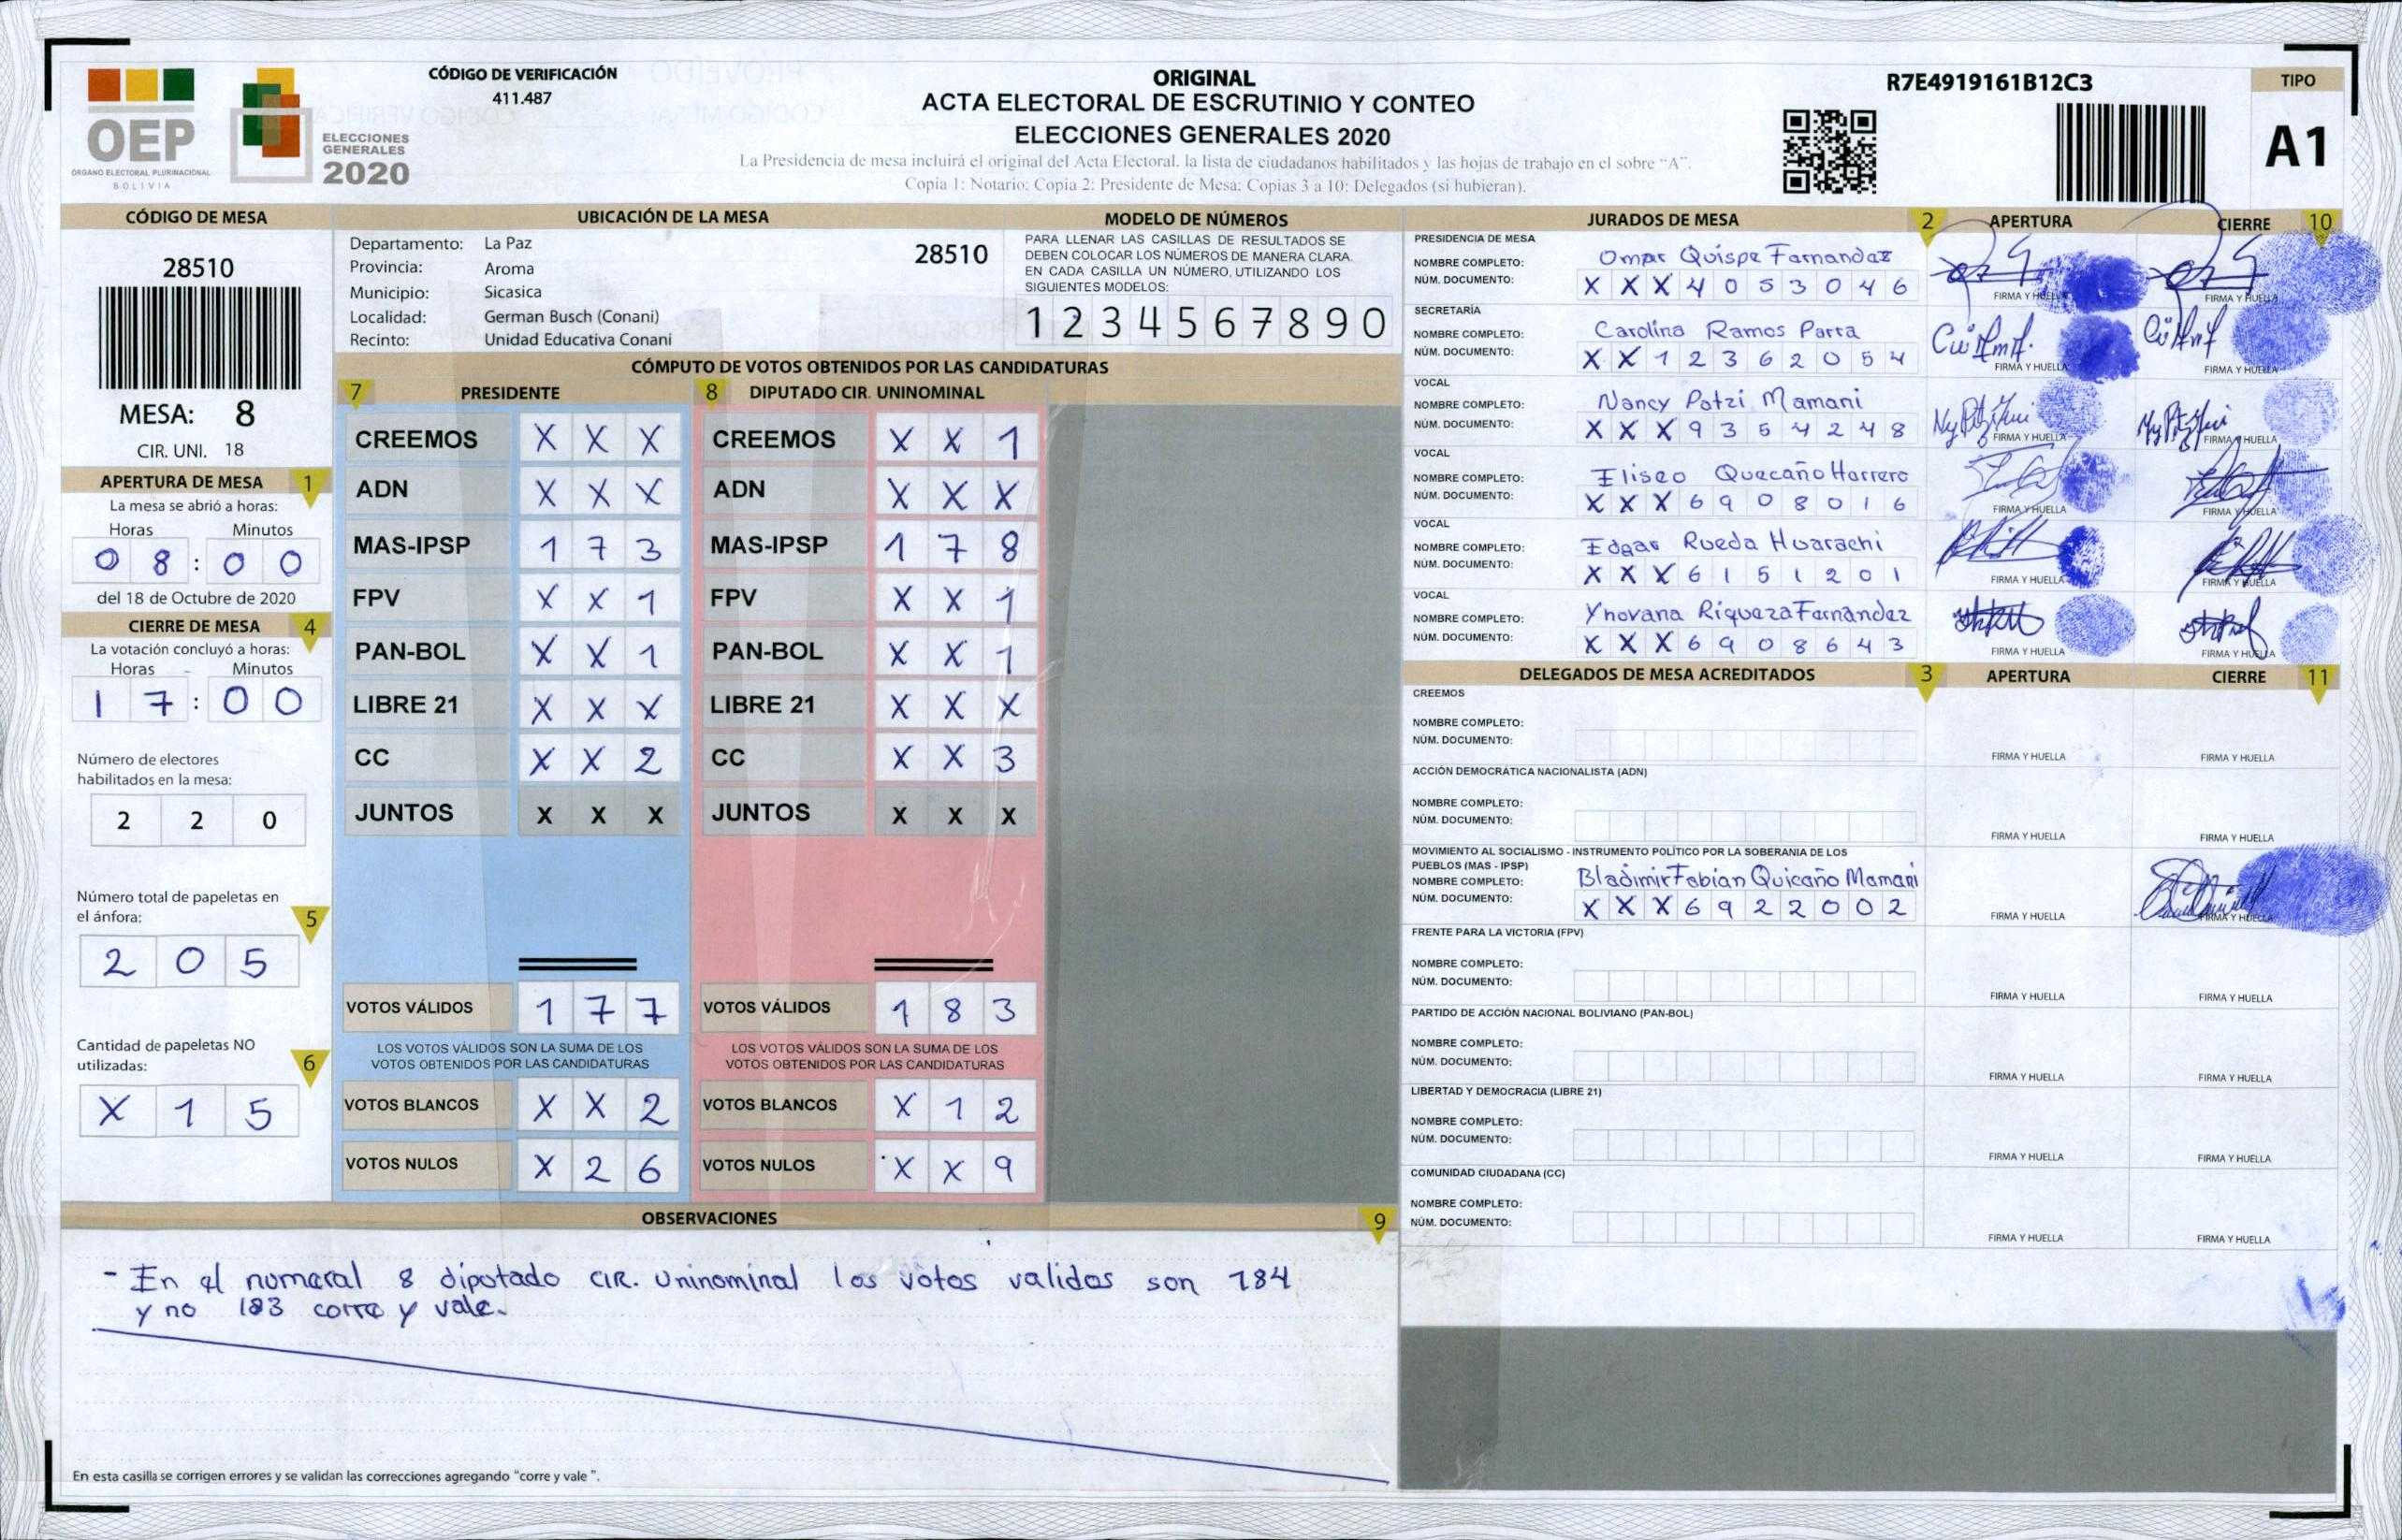 CÓDIGO DE VERIFICACIÓN
411.487
OEP
ÓRGANO ELECTORAL PLURINACIONAL
BOLIVIA
ELECCIONES
GENERALES
2020
ORIGINAL
ACTA ELECTORAL DE ESCRUTINIO Y CONTEO
ELECCIONES GENERALES 2020
La Presidencia de mesa incluirá el original del Acta Electoral, la lista de ciudadanos habilitados y las hojas de trabajo en el sobre "A".
Copia 1: Notario; Copia 2: Presidente de Mesa; Copias 3 a 10: Delegados (si hubieran).
R7E4919161B12C3
TIPO
A1
CÓDIGO DE MESA
28510
MESA: 8
CIR. UNI. 18
APERTURA DE MESA 1
La mesa se abrió a horas:
Horas Minutos
0 8 : 0 0
del 18 de Octubre de 2020
CIERRE DE MESA 4
La votación concluyó a horas:
Horas Minutos
1 7 : 0 0
Número de electores
habilitados en la mesa:
2 2 0
Número total de papeletas en
el ánfora: 5
2 0 5
Cantidad de papeletas NO
utilizadas: 6
X 1 5
UBICACIÓN DE LA MESA
Departamento: La Paz 28510
Provincia: Aroma
Municipio: Sicasica
Localidad: German Busch (Conani)
Recinto: Unidad Educativa Conani
MODELO DE NÚMEROS
PARA LLENAR LAS CASILLAS DE RESULTADOS SE
DEBEN COLOCAR LOS NÚMEROS DE MANERA CLARA.
EN CADA CASILLA UN NÚMERO, UTILIZANDO LOS
SIGUIENTES MODELOS:
1 2 3 4 5 6 7 8 9 0
CÓMPUTO DE VOTOS OBTENIDOS POR LAS CANDIDATURAS
7 PRESIDENTE 8 DIPUTADO CIR. UNINOMINAL
CREEMOS X X X CREEMOS X X 1
ADN X X X ADN X X X
MAS-IPSP 1 7 3 MAS-IPSP 1 7 8
FPV X X 1 FPV X X 1
PAN-BOL X X 1 PAN-BOL X X 1
LIBRE 21 X X X LIBRE 21 X X X
CC X X 2 CC X X 3
JUNTOS X X X JUNTOS X X X
VOTOS VÁLIDOS 1 7 7 VOTOS VÁLIDOS 1 8 3
LOS VOTOS VÁLIDOS SON LA SUMA DE LOS LOS VOTOS VÁLIDOS SON LA SUMA DE LOS
VOTOS OBTENIDOS POR LAS CANDIDATURAS VOTOS OBTENIDOS POR LAS CANDIDATURAS
VOTOS BLANCOS X X 2 VOTOS BLANCOS X 1 2
VOTOS NULOS X 2 6 VOTOS NULOS X X 9
OBSERVACIONES 9
- En el numeral 8 diputado CIR. Uninominal los votos validos son 184
y no 183 corre y vale.
En esta casilla se corrigen errores y se validan las correcciones agregando "corre y vale ".
JURADOS DE MESA 2 APERTURA CIERRE 10
PRESIDENCIA DE MESA
NOMBRE COMPLETO: Omar Quispe Fernandez
NÚM. DOCUMENTO: X X X 4 0 5 3 0 4 6
FIRMA Y HUELLA FIRMA Y HUELLA
SECRETARÍA
NOMBRE COMPLETO: Carolina Ramos Parra
NÚM. DOCUMENTO: X X 1 2 3 6 2 0 5 4
FIRMA Y HUELLA FIRMA Y HUELLA
VOCAL
NOMBRE COMPLETO: Nancy Patzi Mamani
NÚM. DOCUMENTO: X X X 9 3 5 4 2 4 8
FIRMA Y HUELLA FIRMA Y HUELLA
VOCAL
NOMBRE COMPLETO: Eliseo Quecaño Herrero
NÚM. DOCUMENTO: X X X 6 9 0 8 0 1 6
FIRMA Y HUELLA FIRMA Y HUELLA
VOCAL
NOMBRE COMPLETO: Edgar Rueda Huarachi
NÚM. DOCUMENTO: X X X 6 1 5 1 2 0 1
FIRMA Y HUELLA FIRMA Y HUELLA
VOCAL
NOMBRE COMPLETO: Yhovana Riqueza Fernandez
NÚM. DOCUMENTO: X X X 6 9 0 8 6 4 3
FIRMA Y HUELLA FIRMA Y HUELLA
DELEGADOS DE MESA ACREDITADOS 3 APERTURA CIERRE 11
CREEMOS
NOMBRE COMPLETO:
NÚM. DOCUMENTO:
FIRMA Y HUELLA FIRMA Y HUELLA
ACCIÓN DEMOCRÁTICA NACIONALISTA (ADN)
NOMBRE COMPLETO:
NÚM. DOCUMENTO:
FIRMA Y HUELLA FIRMA Y HUELLA
MOVIMIENTO AL SOCIALISMO - INSTRUMENTO POLÍTICO POR LA SOBERANIA DE LOS
PUEBLOS (MAS - IPSP)
NOMBRE COMPLETO: Bladimir Fabian Quicaño Mamani
NÚM. DOCUMENTO: X X X 6 9 2 2 0 0 2
FIRMA Y HUELLA FIRMA Y HUELLA
FRENTE PARA LA VICTORIA (FPV)
NOMBRE COMPLETO:
NÚM. DOCUMENTO:
FIRMA Y HUELLA FIRMA Y HUELLA
PARTIDO DE ACCIÓN NACIONAL BOLIVIANO (PAN-BOL)
NOMBRE COMPLETO:
NÚM. DOCUMENTO:
FIRMA Y HUELLA FIRMA Y HUELLA
LIBERTAD Y DEMOCRACIA (LIBRE 21)
NOMBRE COMPLETO:
NÚM. DOCUMENTO:
FIRMA Y HUELLA FIRMA Y HUELLA
COMUNIDAD CIUDADANA (CC)
NOMBRE COMPLETO:
NÚM. DOCUMENTO:
FIRMA Y HUELLA FIRMA Y HUELLA